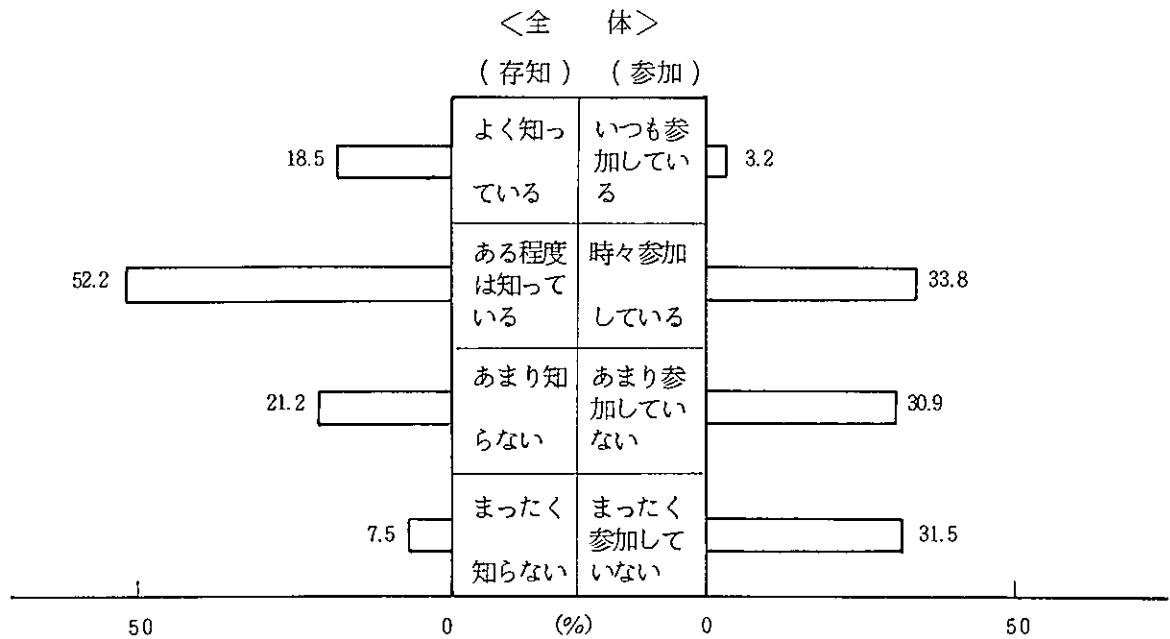 <全 体>
(存知) (参加)
18.5 よく知っ いつも参 3.2
加してい
ている る
52.2 ある程度 時々参加 33.8
は知って
いる している
21.2 あまり知 あまり参 30.9
加してい
らない ない
7.5 まったく まったく 31.5
参加して
知らない いない
50 0 (%) 0 50